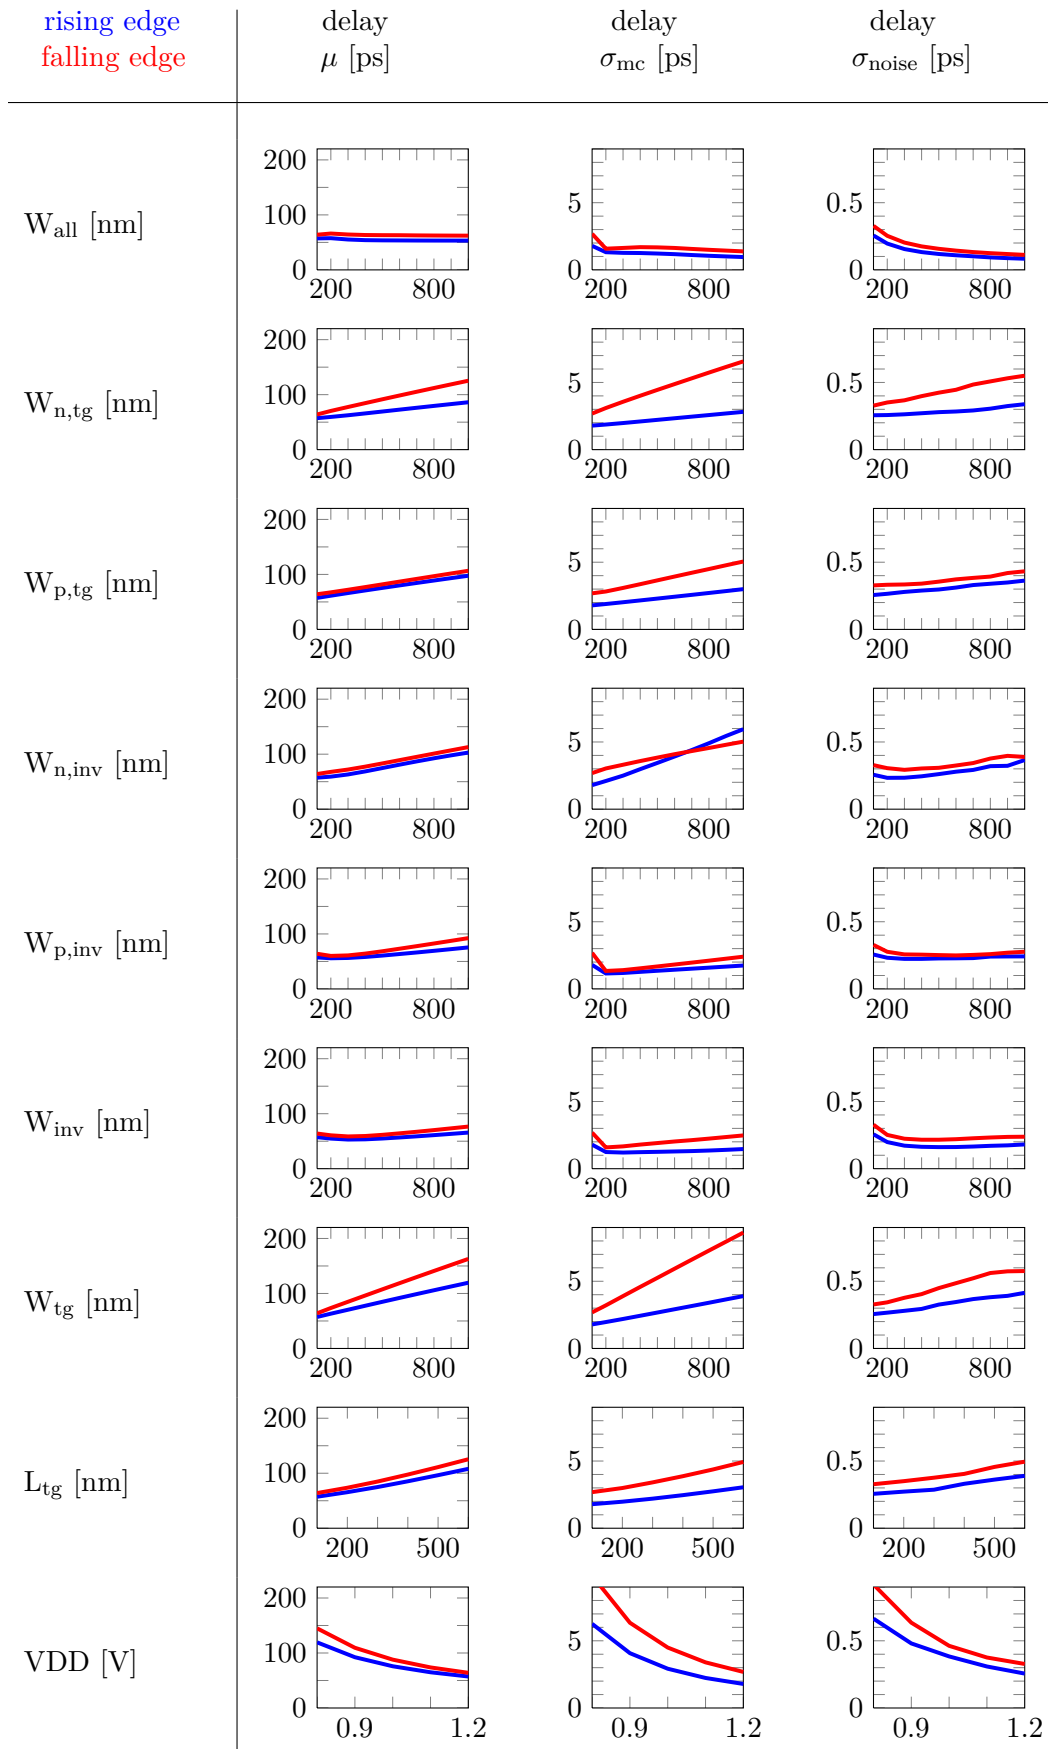 rising edge delay delay delay
falling edge μ [ps] σmc [ps] σnoise [ps]
200 5 0.5
Wall [nm] 100
0 0 0
200 800 200 800 200 800
200 5 0.5
Wn,tg [nm] 100
0 0 0
200 800 200 800 200 800
200 5 0.5
Wp,tg [nm] 100
0 0 0
200 800 200 800 200 800
200 5 0.5
Wn,inv [nm] 100
0 0 0
200 800 200 800 200 800
200 5 0.5
Wp,inv [nm] 100
0 0 0
200 800 200 800 200 800
200 5 0.5
Winv [nm] 100
0 0 0
200 800 200 800 200 800
200 5 0.5
Wtg [nm] 100
0 0 0
200 800 200 800 200 800
200 5 0.5
Ltg [nm] 100
0 0 0
200 500 200 500 200 500
200 5 0.5
VDD [V] 100
0 0 0
0.9 1.2 0.9 1.2 0.9 1.2